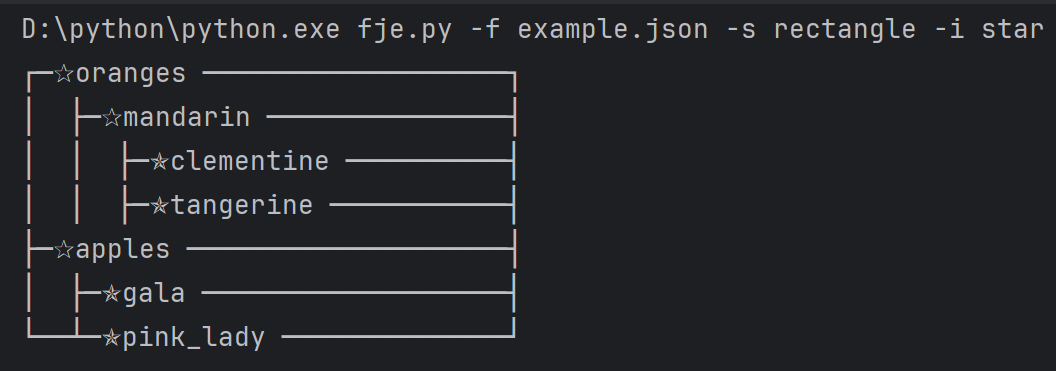 D:\python\python.exe fje.py -f example.json -s rectangle -i star
┌─☆oranges ───────────────────┐
│  ├─☆mandarin ───────────────┤
│  │  ├─✯clementine ──────────┤
│  │  ├─✯tangerine ───────────┤
├─☆apples ────────────────────┤
│  ├─✯gala ───────────────────┤
└──┴─✯pink_lady ──────────────┘